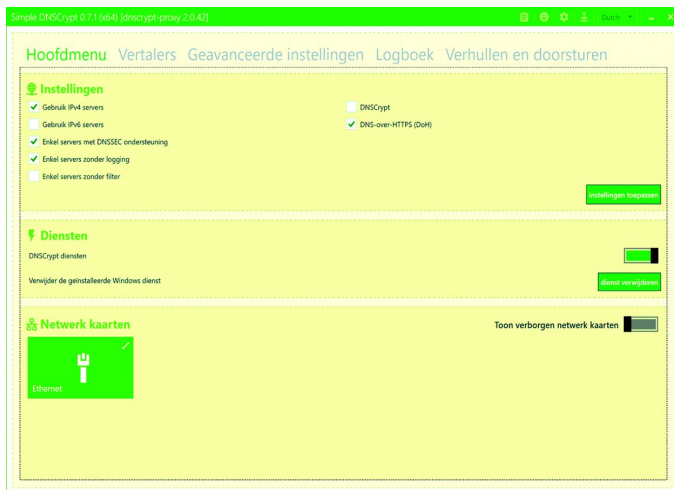 Simple DNSCrypt 0.7.1 (x64) [dnscrypt-proxy 2.0.42]
Dutch
Hoofdmenu Vertalers Geavanceerde instellingen Logboek Verhullen en doorsturen
Instellingen
Gebruik IPv4 servers
DNSCrypt
Gebruik IPv6 servers
DNS-over-HTTPS (DoH)
Enkel servers met DNSSEC ondersteuning
Enkel servers zonder logging
Enkel servers zonder filter
instellingen toepassen
Diensten
DNSCrypt diensten
Verwijder de geïnstalleerde Windows dienst
dienst verwijderen
Netwerk kaarten
Toon verborgen netwerk kaarten
Ethernet